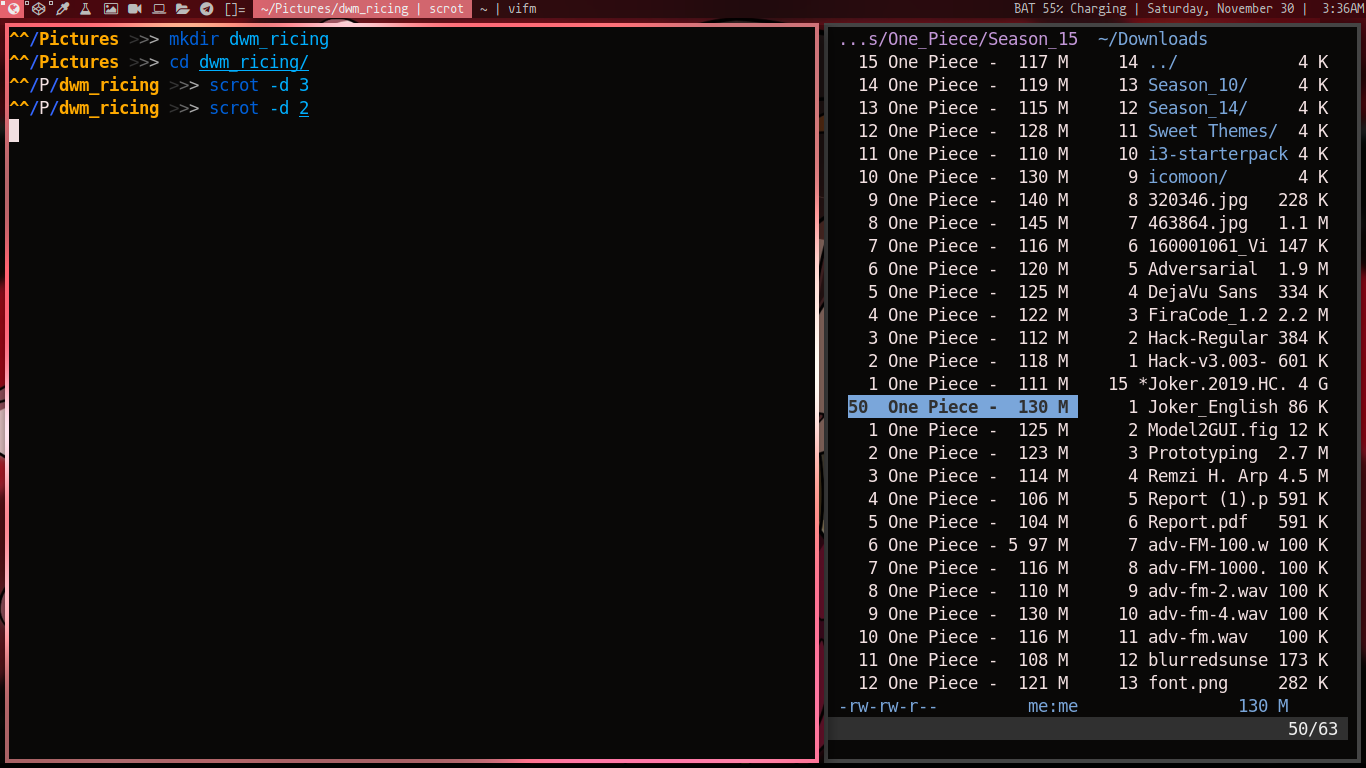 []= ~/Pictures/dwm_ricing | scrot ~ | vifm BAT 55% Charging | Saturday, November 30 | 3:36AM
^^/Pictures >>> mkdir dwm_ricing
^^/Pictures >>> cd dwm_ricing/
^^/P/dwm_ricing >>> scrot -d 3
^^/P/dwm_ricing >>> scrot -d 2
...s/One_Piece/Season_15 ~/Downloads
15 One Piece - 117 M 14 ../ 4 K
14 One Piece - 119 M 13 Season_10/ 4 K
13 One Piece - 115 M 12 Season_14/ 4 K
12 One Piece - 128 M 11 Sweet Themes/ 4 K
11 One Piece - 110 M 10 i3-starterpack 4 K
10 One Piece - 130 M 9 icomoon/ 4 K
9 One Piece - 140 M 8 320346.jpg 228 K
8 One Piece - 145 M 7 463864.jpg 1.1 M
7 One Piece - 116 M 6 160001061_Vi 147 K
6 One Piece - 120 M 5 Adversarial 1.9 M
5 One Piece - 125 M 4 DejaVu Sans 334 K
4 One Piece - 122 M 3 FiraCode_1.2 2.2 M
3 One Piece - 112 M 2 Hack-Regular 384 K
2 One Piece - 118 M 1 Hack-v3.003- 601 K
1 One Piece - 111 M 15 *Joker.2019.HC. 4 G
50 One Piece - 130 M 1 Joker_English 86 K
1 One Piece - 125 M 2 Model2GUI.fig 12 K
2 One Piece - 123 M 3 Prototyping 2.7 M
3 One Piece - 114 M 4 Remzi H. Arp 4.5 M
4 One Piece - 106 M 5 Report (1).p 591 K
5 One Piece - 104 M 6 Report.pdf 591 K
6 One Piece - 5 97 M 7 adv-FM-100.w 100 K
7 One Piece - 116 M 8 adv-FM-1000. 100 K
8 One Piece - 110 M 9 adv-fm-2.wav 100 K
9 One Piece - 130 M 10 adv-fm-4.wav 100 K
10 One Piece - 116 M 11 adv-fm.wav 100 K
11 One Piece - 108 M 12 blurredsunse 173 K
12 One Piece - 121 M 13 font.png 282 K
-rw-rw-r-- me:me 130 M
50/63